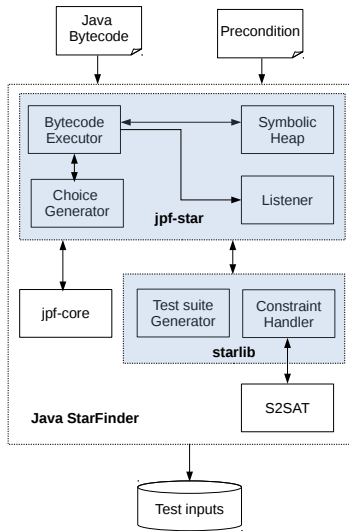 Java
Bytecode
Precondition
Bytecode
Executor
Symbolic
Heap
Choice
Generator
Listener
jpf-star
jpf-core
Test suite
Generator
Constraint
Handler
starlib
S2SAT
Java StarFinder
Test inputs